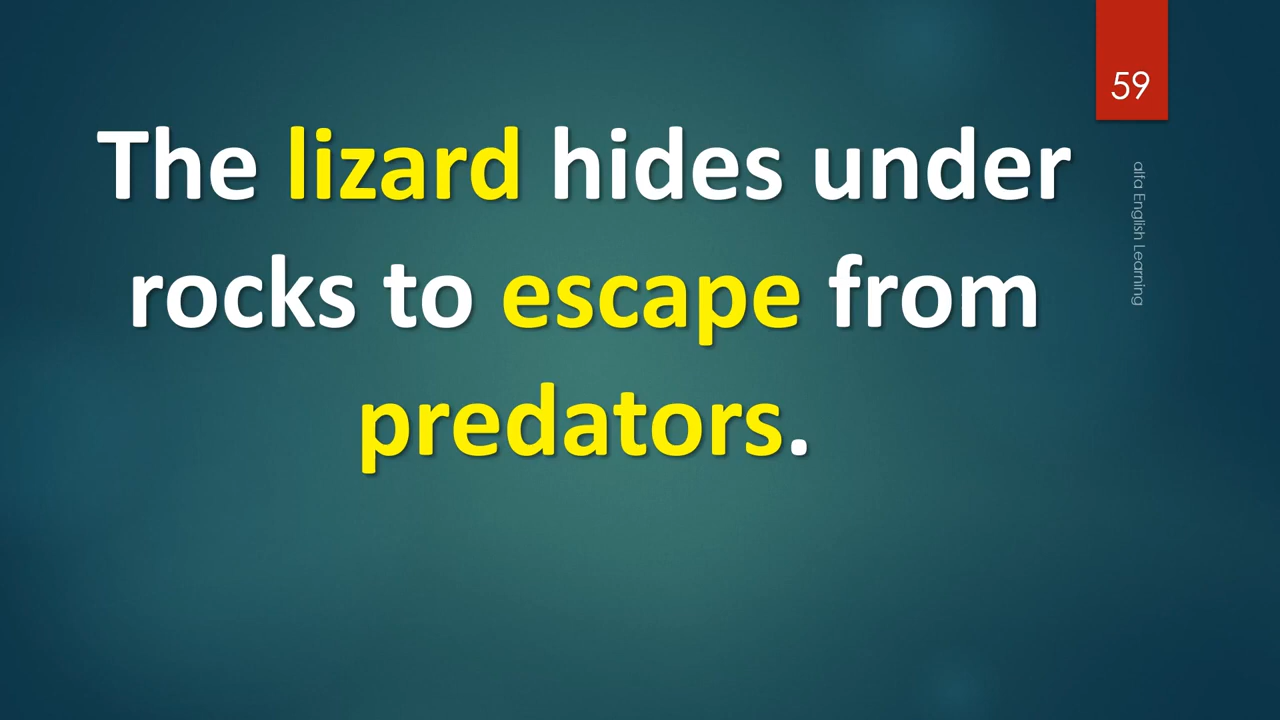 59
The lizard hides under
rocks to escape from
predators.
alfa English Learning